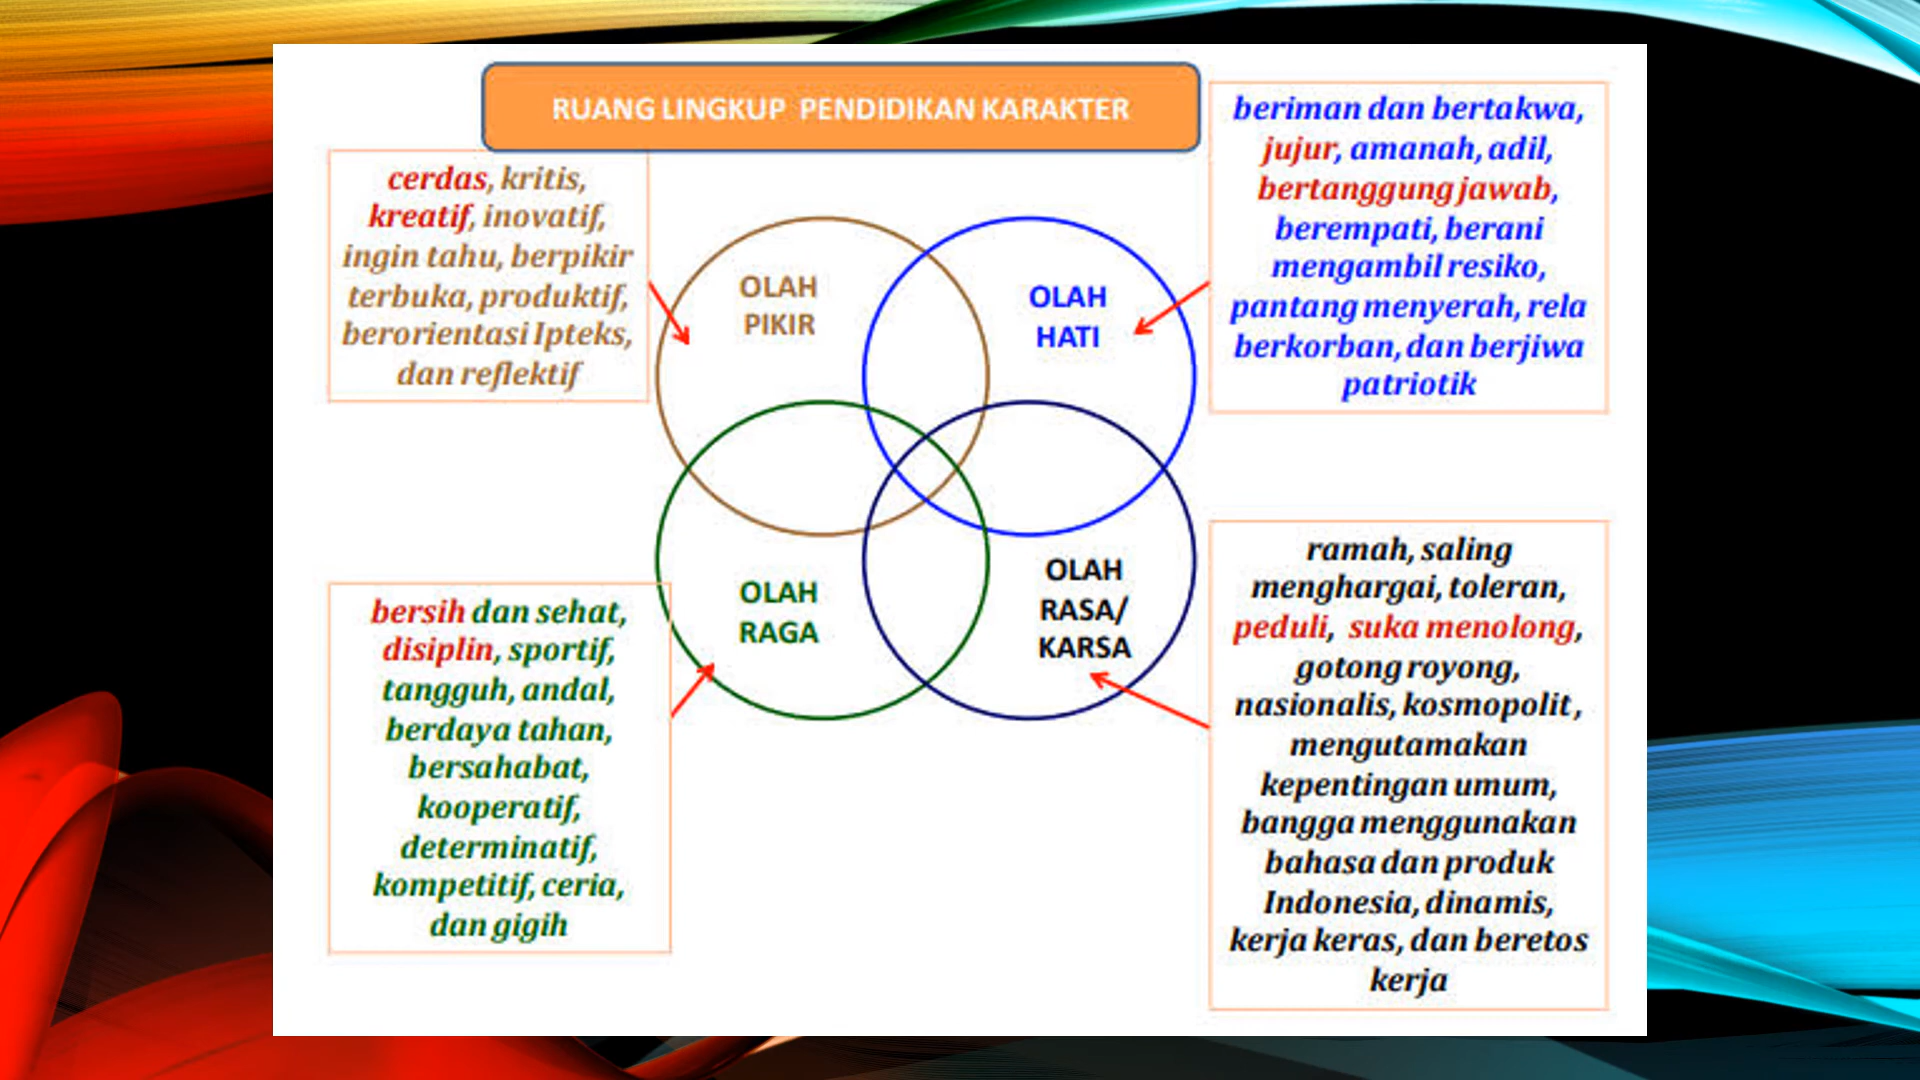 RUANG LINGKUP PENDIDIKAN KARAKTER
cerdas, kritis,
kreatif, inovatif,
ingin tahu, berpikir
terbuka, produktif,
berorientasi Ipteks,
dan reflektif
beriman dan bertakwa,
jujur, amanah, adil,
bertanggung jawab,
berempati, berani
mengambil resiko,
pantang menyerah, rela
berkorban, dan berjiwa
patriotik
OLAH
PIKIR
OLAH
HATI
OLAH
RAGA
OLAH
RASA/
KARSA
bersih dan sehat,
disiplin, sportif,
tangguh, andal,
berdaya tahan,
bersahabat,
kooperatif,
determinatif,
kompetitif, ceria,
dan gigih
ramah, saling
menghargai, toleran,
peduli, suka menolong,
gotong royong,
nasionalis, kosmopolit,
mengutamakan
kepentingan umum,
bangga menggunakan
bahasa dan produk
Indonesia, dinamis,
kerja keras, dan beretos
kerja